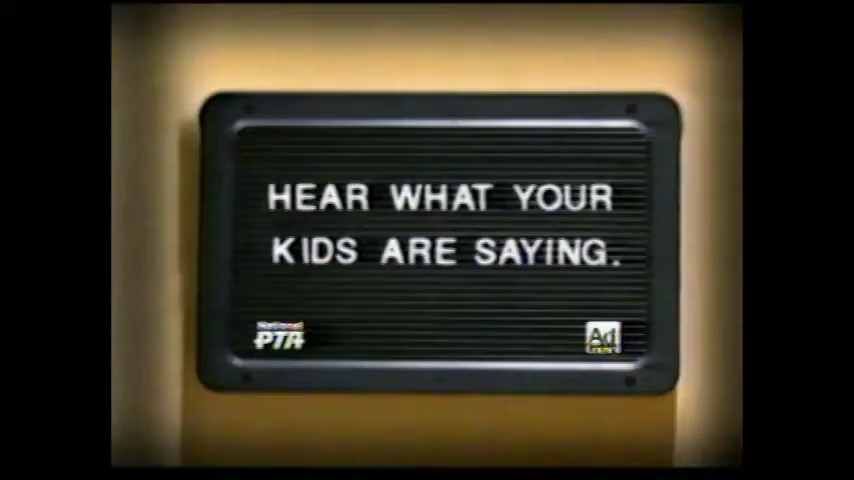 HEAR WHAT YOUR
KIDS ARE SAYING.
National
PTA
Ad